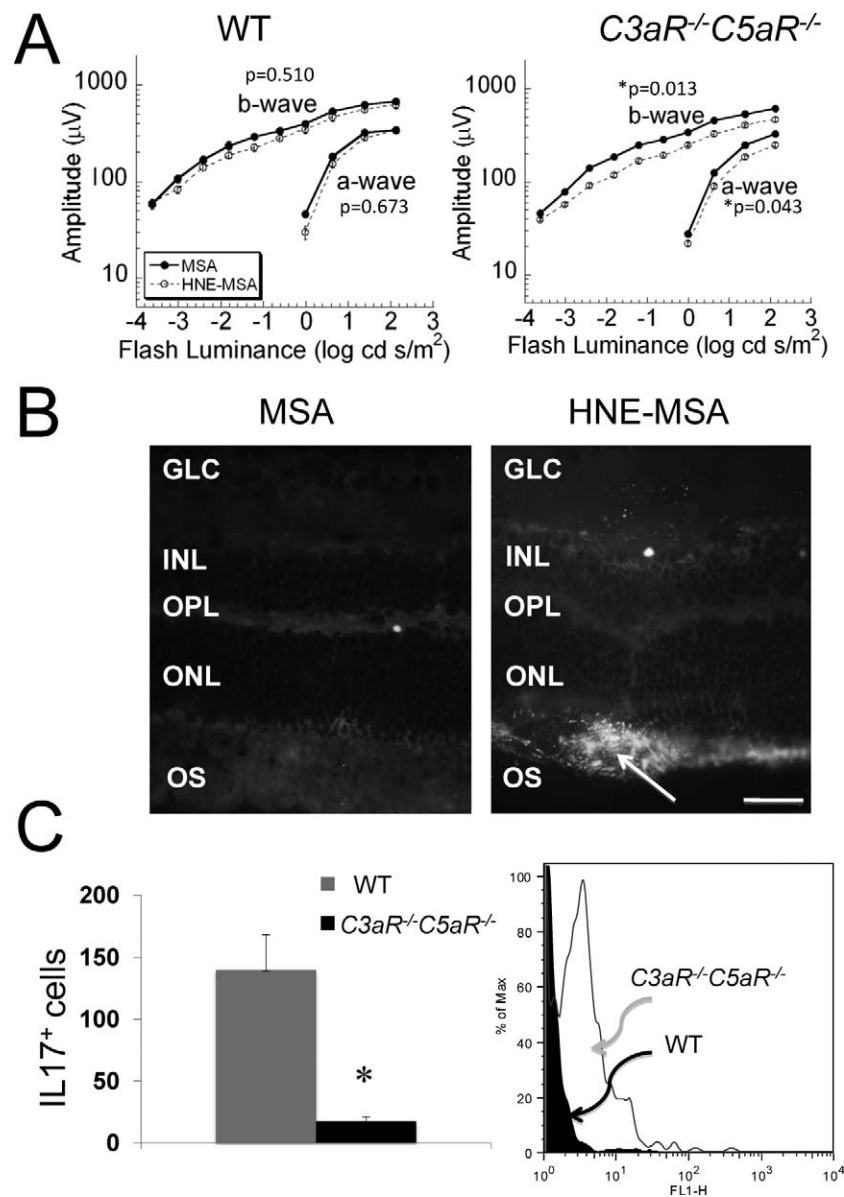 A
WT
C3aR-/-C5aR-/-
Amplitude (µV)
1000
100
10
p=0.510
b-wave
a-wave
p=0.673
MSA
HNE-MSA
-4 -3 -2 -1 0 1 2 3
Flash Luminance (log cd s/m²)
Amplitude (µV)
1000
100
10
*p=0.013
b-wave
a-wave
*p=0.043
-4 -3 -2 -1 0 1 2 3
Flash Luminance (log cd s/m²)
B
MSA
HNE-MSA
GLC
INL
OPL
ONL
OS
GLC
INL
OPL
ONL
OS
C
IL17⁺ cells
200
150
100
50
0
WT
C3aR-/-C5aR-/-
*
% of Max
100
80
60
40
20
0
C3aR-/-C5aR-/-
WT
10⁰ 10¹ 10² 10³ 10⁴
FL1-H